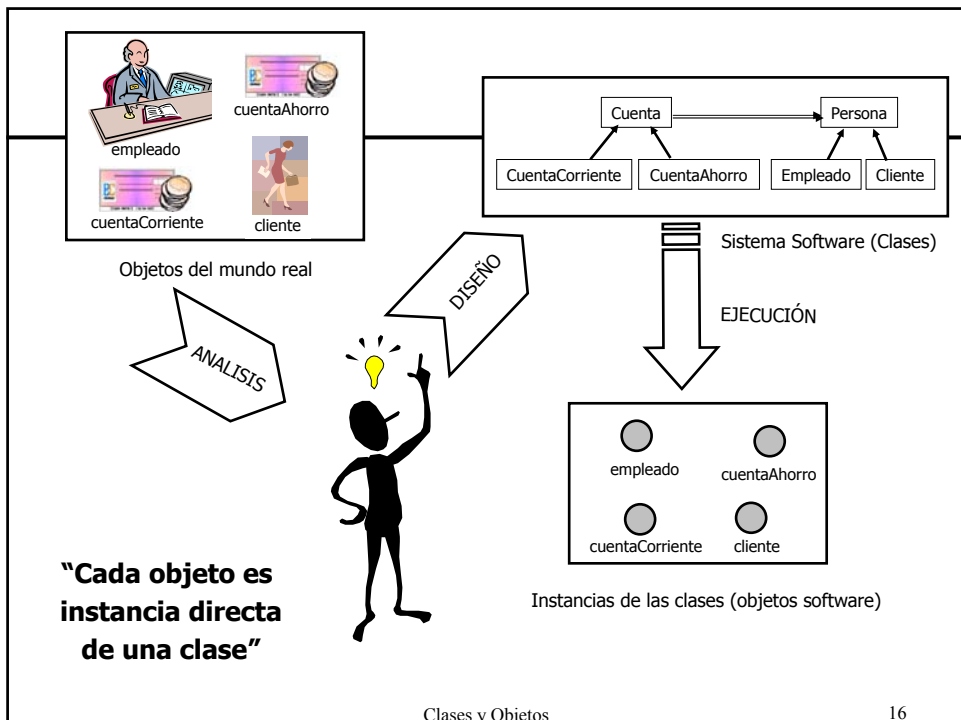 empleado
cuentaAhorro
cuentaCorriente
cliente
Objetos del mundo real
ANALISIS
DISEÑO
Cuenta
Persona
CuentaCorriente
CuentaAhorro
Empleado
Cliente
Sistema Software (Clases)
EJECUCIÓN
empleado
cuentaAhorro
cuentaCorriente
cliente
Instancias de las clases (objetos software)
“Cada objeto es
instancia directa
de una clase”
Clases y Objetos
16